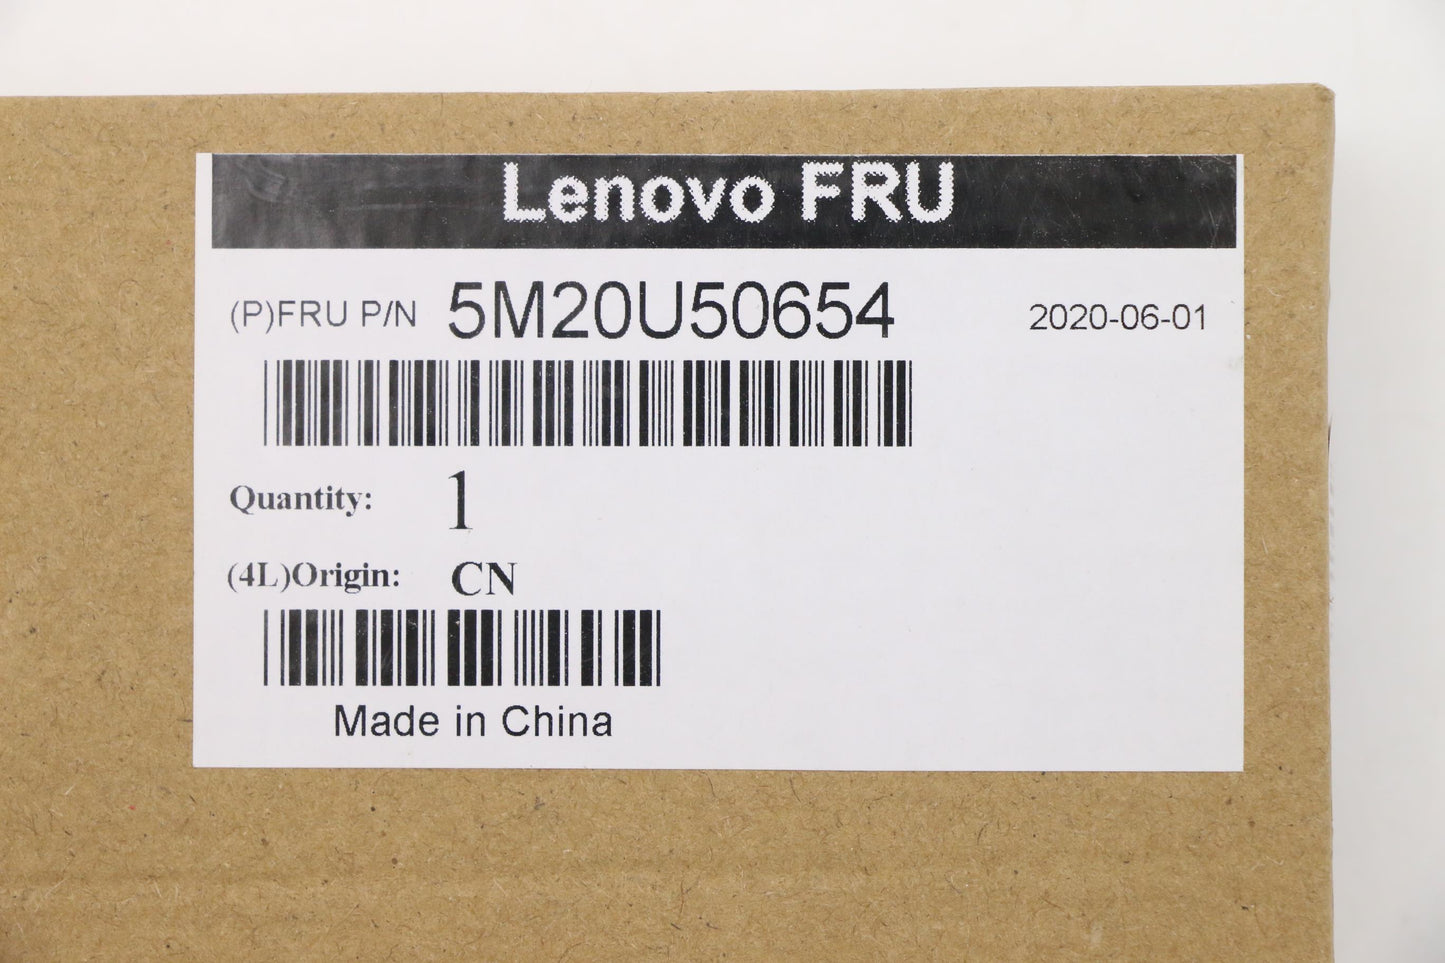 Lenovo FRU
(P)FRU P/N 5M20U50654 2020-06-01
Quantity: 1
(4L)Origin: CN
Made in China